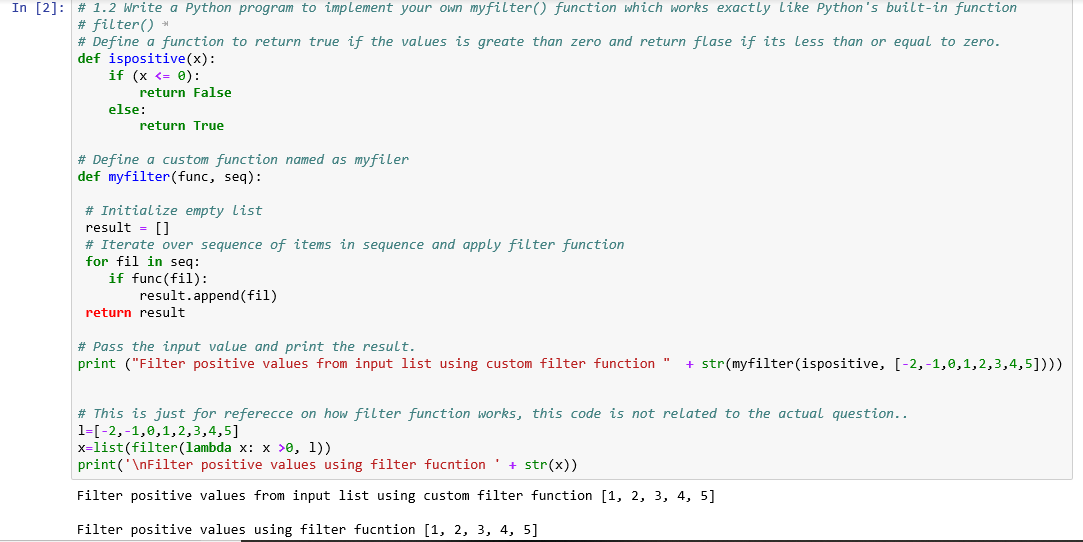 In [2]: # 1.2 Write a Python program to implement your own myfilter() function which works exactly like Python's built-in function
# filter() *
# Define a function to return true if the values is greate than zero and return flase if its less than or equal to zero.
def ispositive(x):
    if (x <= 0):
        return False
    else:
        return True

# Define a custom function named as myfiler
def myfilter(func, seq):

 # Initialize empty list
 result = []
 # Iterate over sequence of items in sequence and apply filter function
 for fil in seq:
    if func(fil):
        result.append(fil)
 return result

# Pass the input value and print the result.
print ("Filter positive values from input list using custom filter function "  + str(myfilter(ispositive, [-2,-1,0,1,2,3,4,5])))


# This is just for referecce on how filter function works, this code is not related to the actual question..
l=[-2,-1,0,1,2,3,4,5]
x=list(filter(lambda x: x >0, l))
print('\nFilter positive values using filter fucntion ' + str(x))

Filter positive values from input list using custom filter function [1, 2, 3, 4, 5]

Filter positive values using filter fucntion [1, 2, 3, 4, 5]